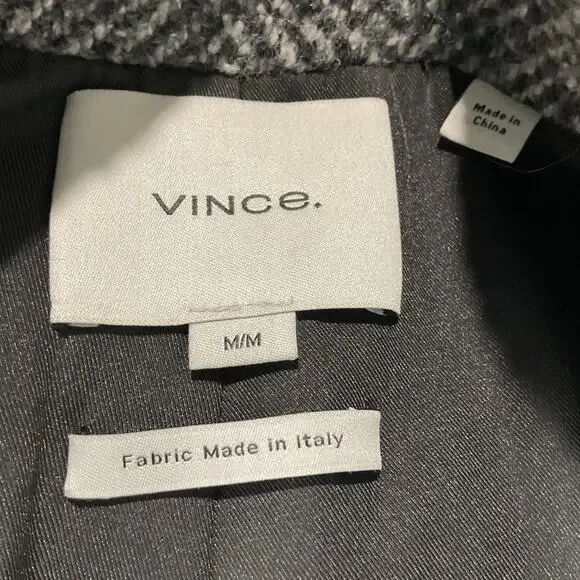 VINCe.
Made in
China
M/M
Fabric Made in Italy